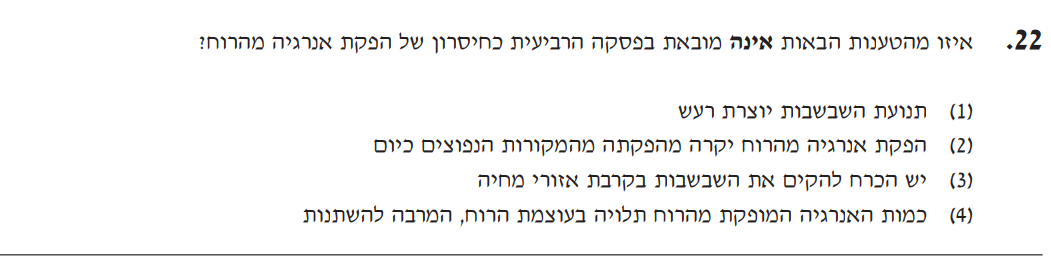 22. איזו מהטענות הבאות אינה מובאת בפסקה הרביעית כחיסרון של הפקת אנרגיה מהרוח?
(1) תנועת השבשבות יוצרת רעש
(2) הפקת אנרגיה מהרוח יקרה מהפקתה מהמקורות הנפוצים כיום
(3) יש הכרח להקים את השבשבות בקרבת אזורי מחיה
(4) כמות האנרגיה המופקת מהרוח תלויה בעוצמת הרוח, המרבה להשתנות